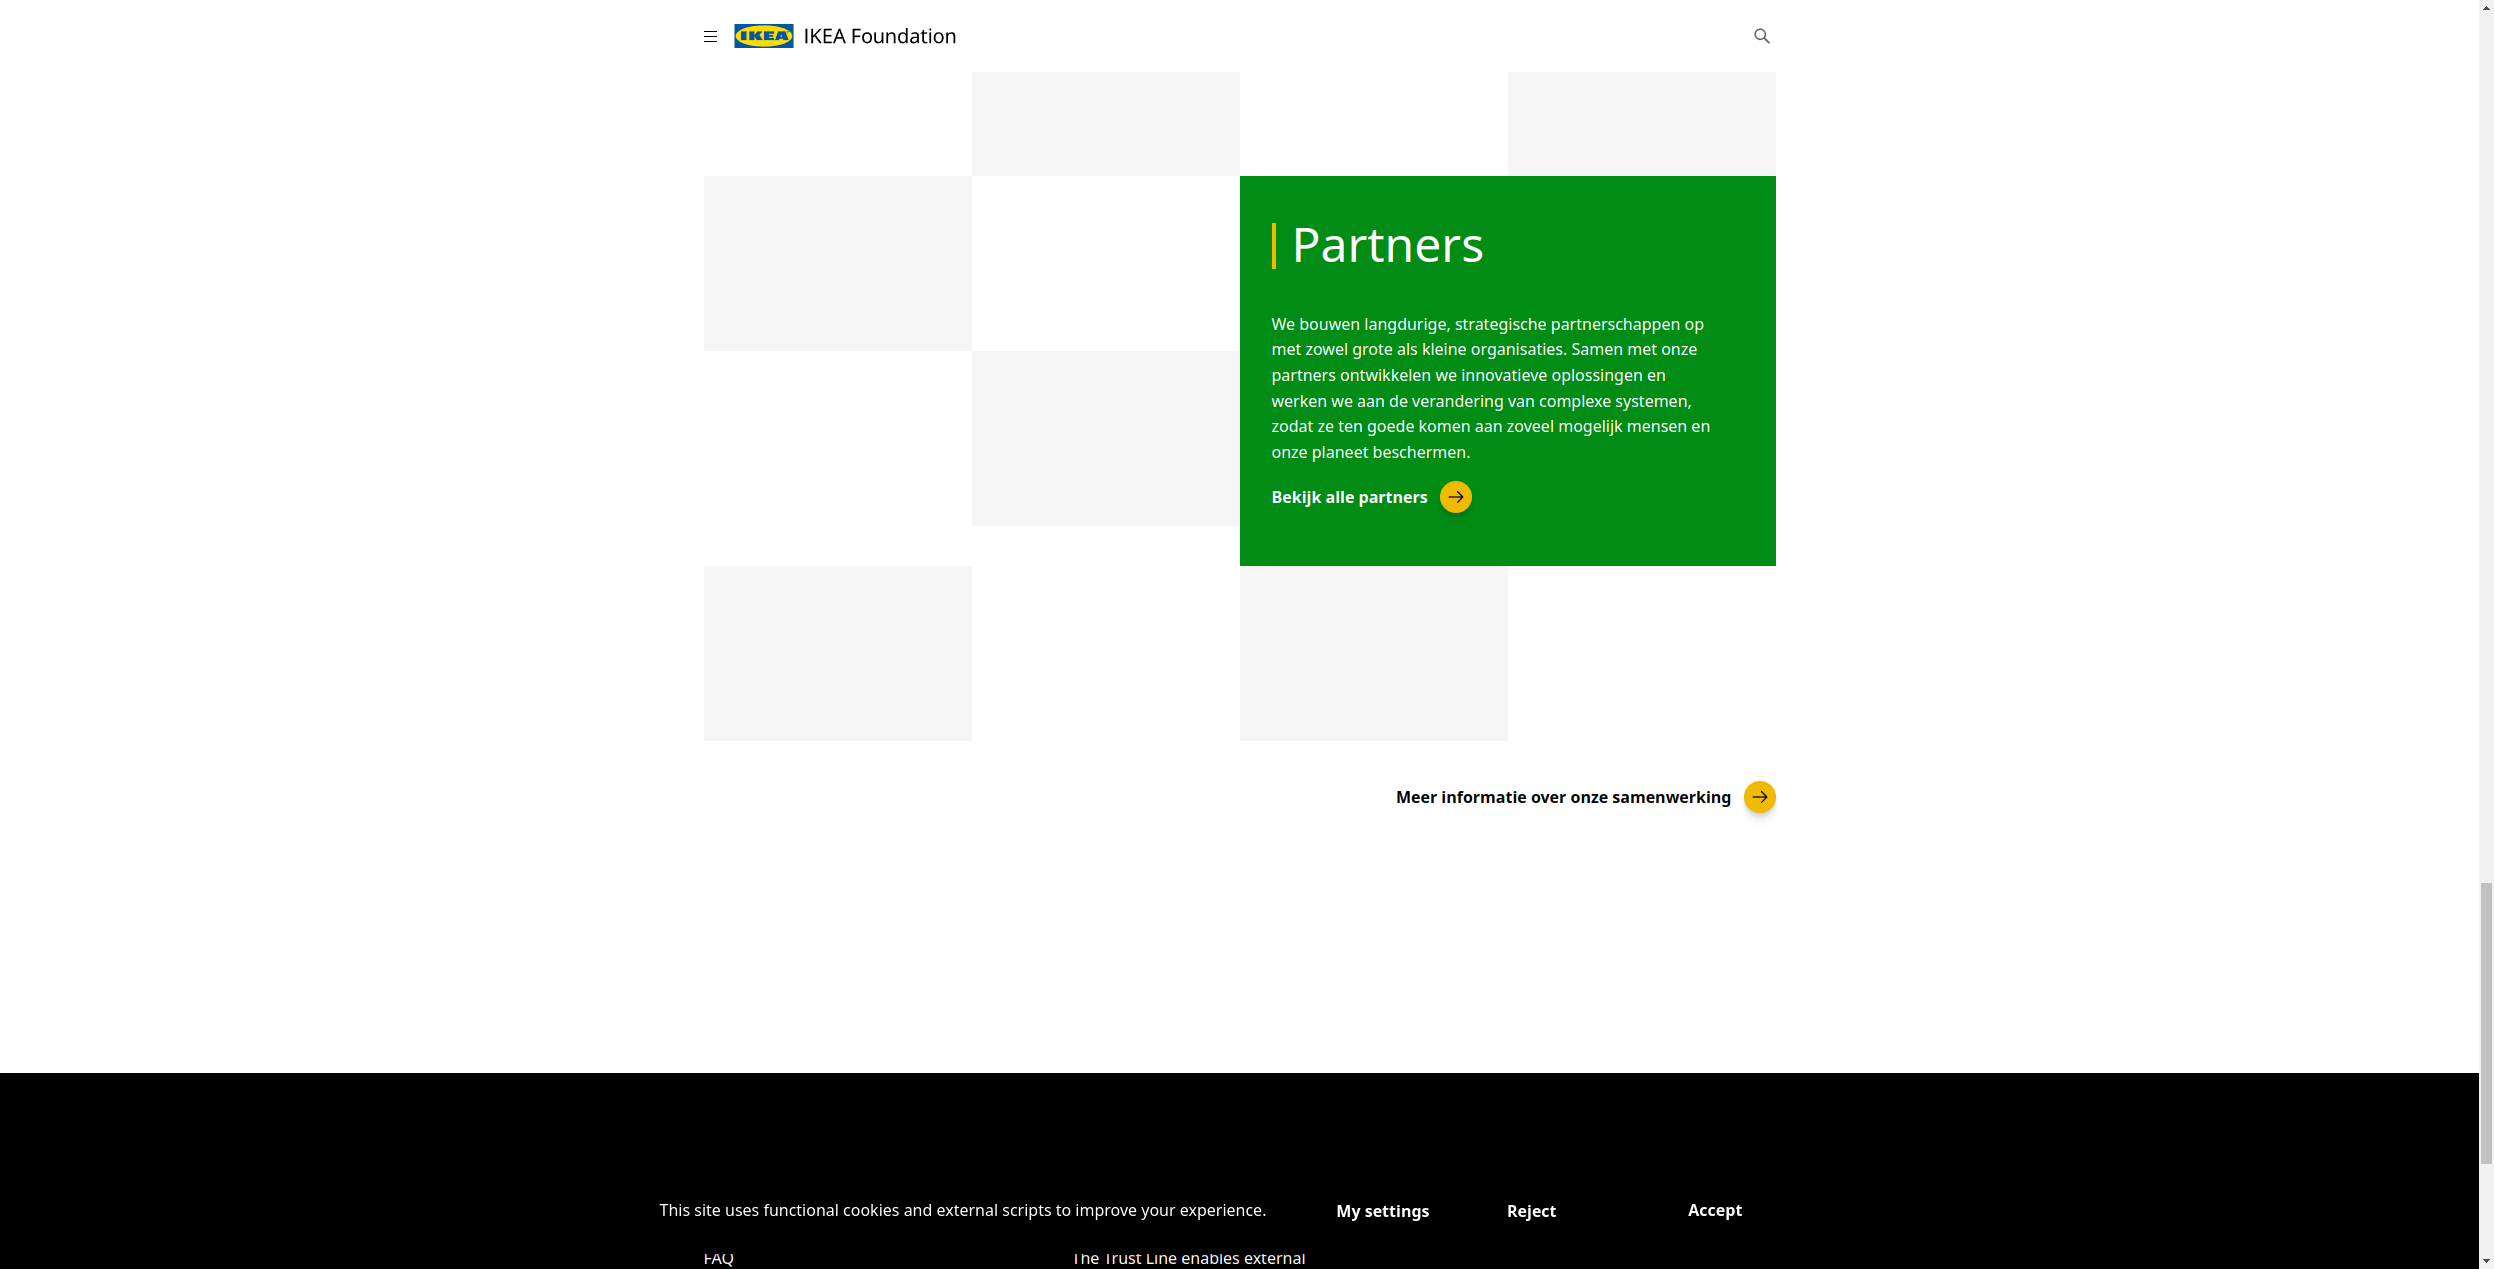 IKEA
IKEA Foundation
Partners
We bouwen langdurige, strategische partnerschappen op
met zowel grote als kleine organisaties. Samen met onze
partners ontwikkelen we innovatieve oplossingen en
werken we aan de verandering van complexe systemen,
zodat ze ten goede komen aan zoveel mogelijk mensen en
onze planeet beschermen.
Bekijk alle partners
Meer informatie over onze samenwerking
This site uses functional cookies and external scripts to improve your experience.
My settings
Reject
Accept
FAQ
The Trust Line enables external